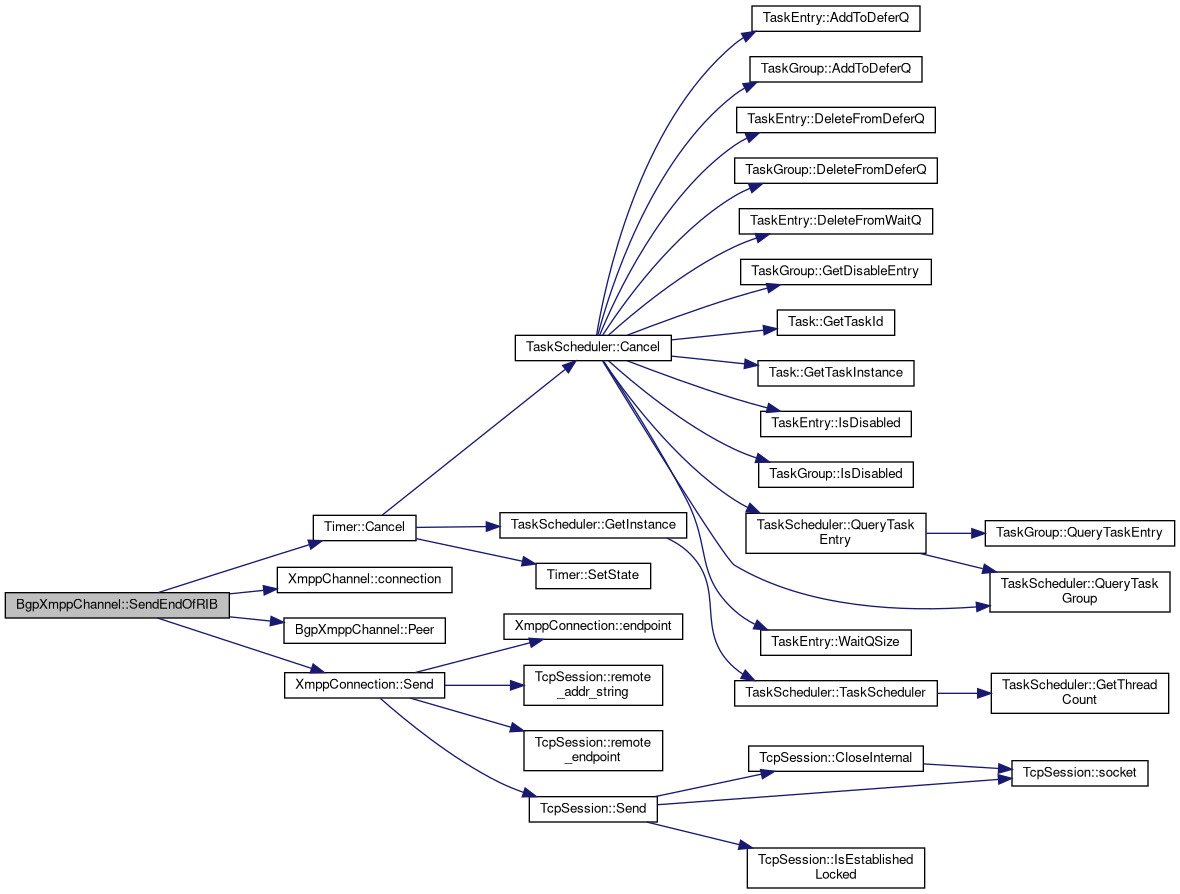 TaskEntry::AddToDeferQ
TaskGroup::AddToDeferQ
TaskEntry::DeleteFromDeferQ
TaskGroup::DeleteFromDeferQ
TaskEntry::DeleteFromWaitQ
TaskGroup::GetDisableEntry
Task::GetTaskId
TaskScheduler::Cancel
Task::GetTaskInstance
TaskEntry::IsDisabled
TaskGroup::IsDisabled
Timer::Cancel
TaskScheduler::GetInstance
TaskScheduler::QueryTask
Entry
TaskGroup::QueryTaskEntry
XmppChannel::connection
Timer::SetState
TaskScheduler::QueryTask
Group
BgpXmppChannel::SendEndOfRIB
BgpXmppChannel::Peer
XmppConnection::endpoint
TaskEntry::WaitQSize
XmppConnection::Send
TcpSession::remote
_addr_string
TaskScheduler::TaskScheduler
TaskScheduler::GetThread
Count
TcpSession::remote
_endpoint
TcpSession::CloseInternal
TcpSession::socket
TcpSession::Send
TcpSession::IsEstablished
Locked